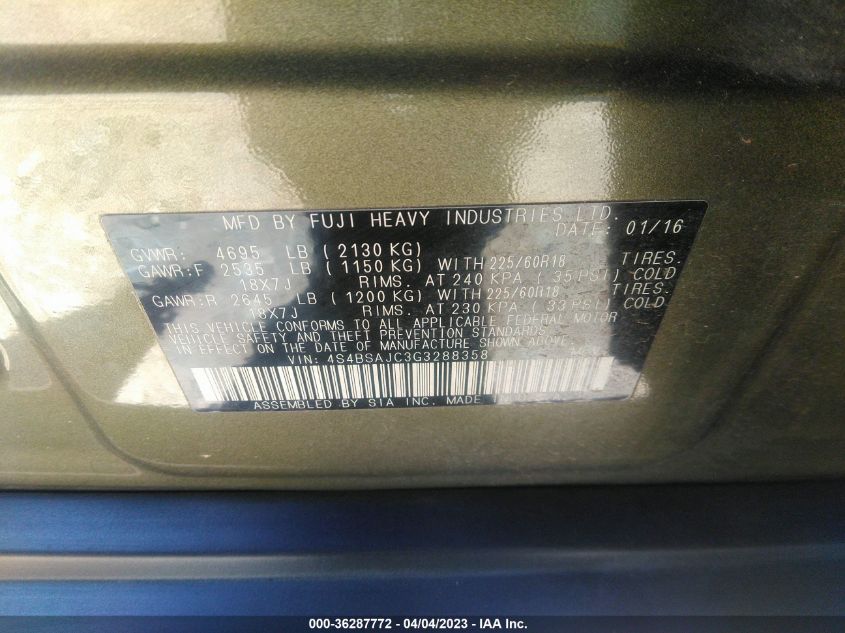 MFD BY FUJI HEAVY INDUSTRIES LTD.
DATE: 01/16
GVWR: 4695 LB (2130 KG)
GAWR:F 2535 LB (1150 KG) WITH 225/60R18 TIRES.
18X7J RIMS. AT 240 KPA (35 PSI) COLD
GAWR:R 2645 LB (1200 KG) WITH 225/60R18 TIRES.
18X7J RIMS. AT 230 KPA (33 PSI) COLD
THIS VEHICLE CONFORMS TO ALL APPLICABLE FEDERAL MOTOR
VEHICLE SAFETY AND THEFT PREVENTION STANDARDS
IN EFFECT ON THE DATE OF MANUFACTURE SHOWN ABOVE.
VIN: 4S4BSAJC3G3288358
ASSEMBLED BY SIA INC. MADE
000-36287772 - 04/04/2023 - IAA Inc.